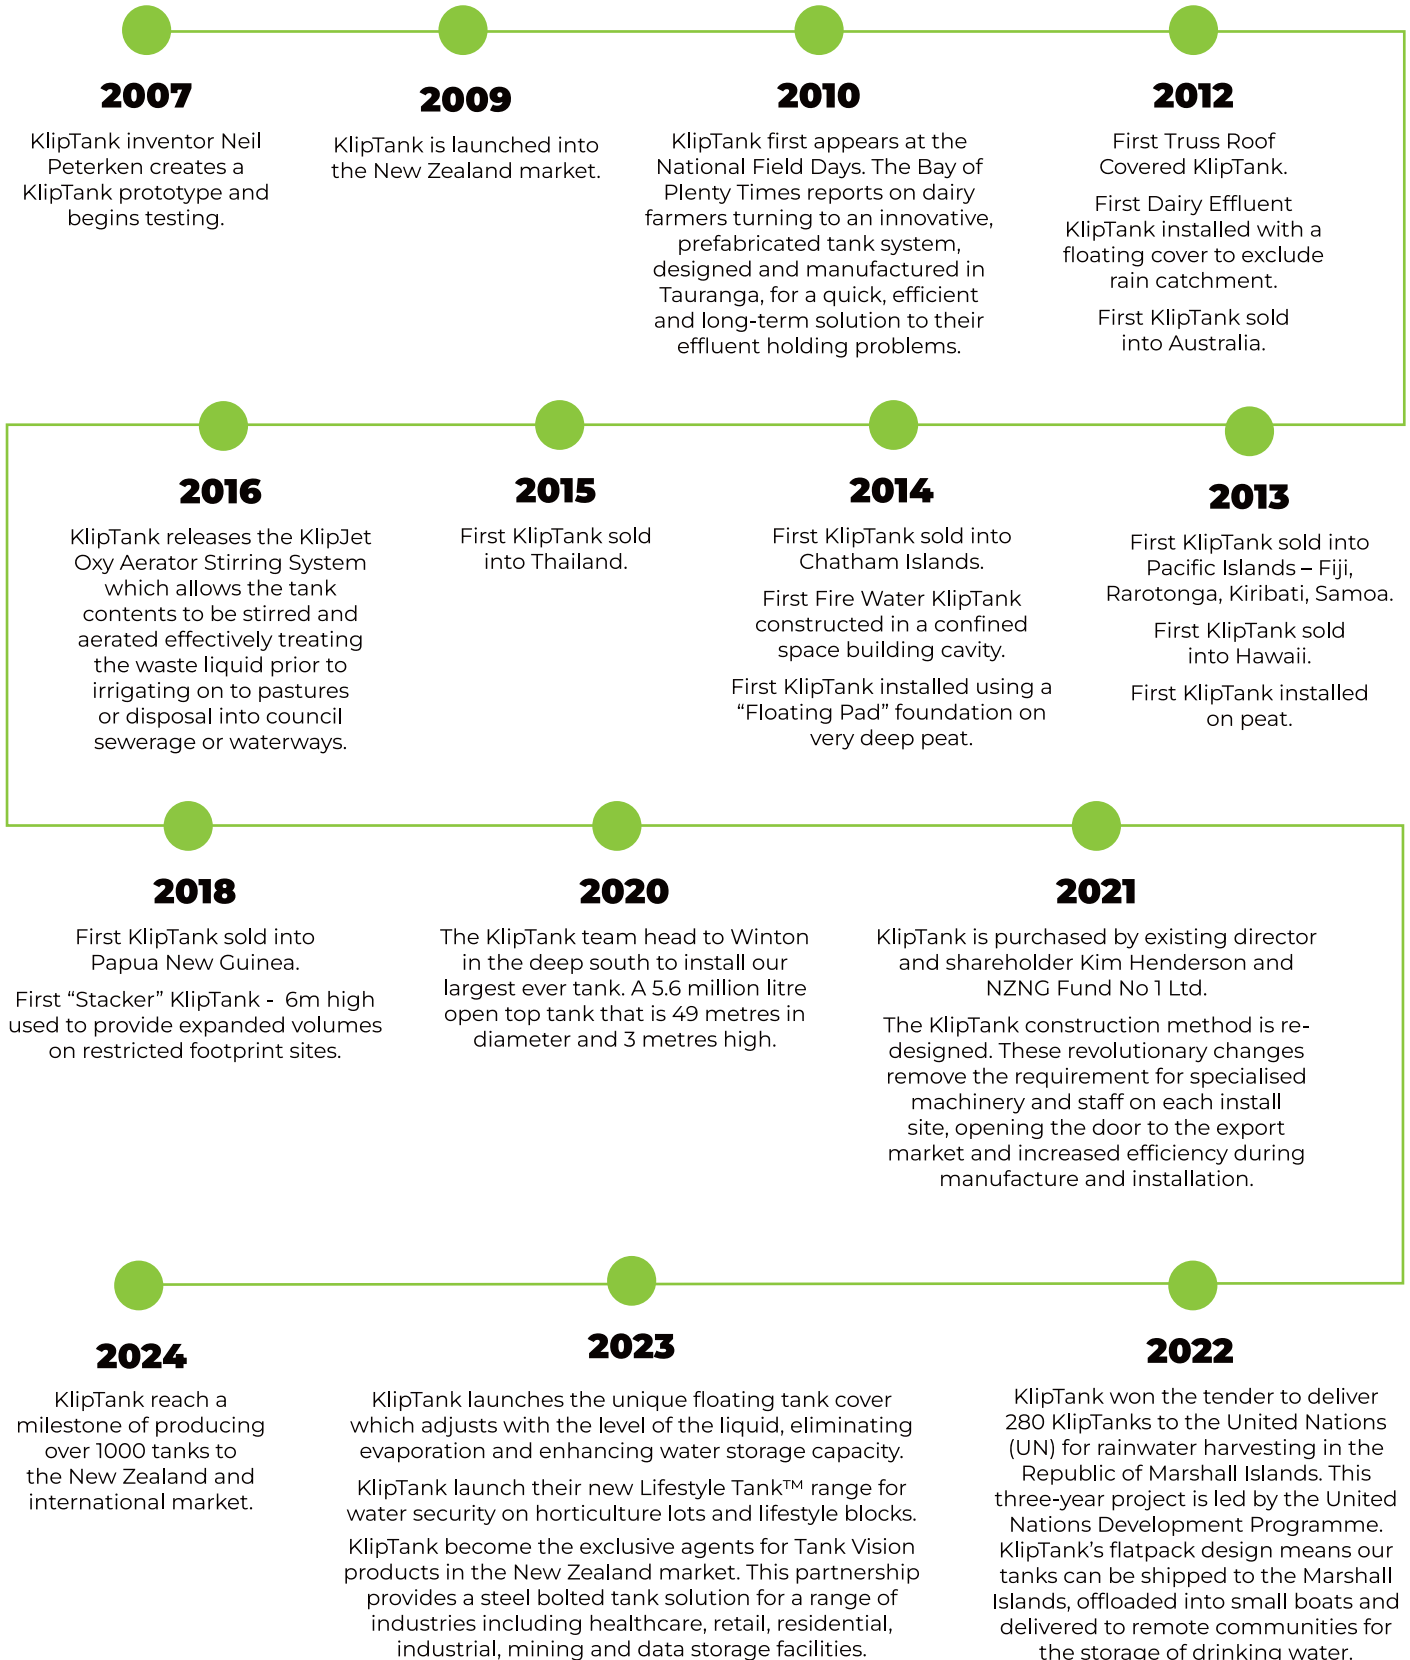 2007
KlipTank inventor Neil
Peterken creates a
KlipTank prototype and
begins testing.
2009
KlipTank is launched into
the New Zealand market.
2010
KlipTank first appears at the
National Field Days. The Bay of
Plenty Times reports on dairy
farmers turning to an innovative,
prefabricated tank system,
designed and manufactured in
Tauranga, for a quick, efficient
and long-term solution to their
effluent holding problems.
2012
First Truss Roof
Covered KlipTank.
First Dairy Effluent
KlipTank installed with a
floating cover to exclude
rain catchment.
First KlipTank sold
into Australia.
2013
First KlipTank sold into
Pacific Islands – Fiji,
Rarotonga, Kiribati, Samoa.
First KlipTank sold
into Hawaii.
First KlipTank installed
on peat.
2014
First KlipTank sold into
Chatham Islands.
First Fire Water KlipTank
constructed in a confined
space building cavity.
First KlipTank installed using a
“Floating Pad” foundation on
very deep peat.
2015
First KlipTank sold
into Thailand.
2016
KlipTank releases the KlipJet
Oxy Aerator Stirring System
which allows the tank
contents to be stirred and
aerated effectively treating
the waste liquid prior to
irrigating on to pastures
or disposal into council
sewerage or waterways.
2018
First KlipTank sold into
Papua New Guinea.
First “Stacker” KlipTank - 6m high
used to provide expanded volumes
on restricted footprint sites.
2020
The KlipTank team head to Winton
in the deep south to install our
largest ever tank. A 5.6 million litre
open top tank that is 49 metres in
diameter and 3 metres high.
2021
KlipTank is purchased by existing director
and shareholder Kim Henderson and
NZNG Fund No 1 Ltd.
The KlipTank construction method is re-
designed. These revolutionary changes
remove the requirement for specialised
machinery and staff on each install
site, opening the door to the export
market and increased efficiency during
manufacture and installation.
2022
KlipTank won the tender to deliver
280 KlipTanks to the United Nations
(UN) for rainwater harvesting in the
Republic of Marshall Islands. This
three-year project is led by the United
Nations Development Programme.
KlipTank’s flatpack design means our
tanks can be shipped to the Marshall
Islands, offloaded into small boats and
delivered to remote communities for
the storage of drinking water.
2023
KlipTank launches the unique floating tank cover
which adjusts with the level of the liquid, eliminating
evaporation and enhancing water storage capacity.
KlipTank launch their new Lifestyle Tank™ range for
water security on horticulture lots and lifestyle blocks.
KlipTank become the exclusive agents for Tank Vision
products in the New Zealand market. This partnership
provides a steel bolted tank solution for a range of
industries including healthcare, retail, residential,
industrial, mining and data storage facilities.
2024
KlipTank reach a
milestone of producing
over 1000 tanks to
the New Zealand and
international market.